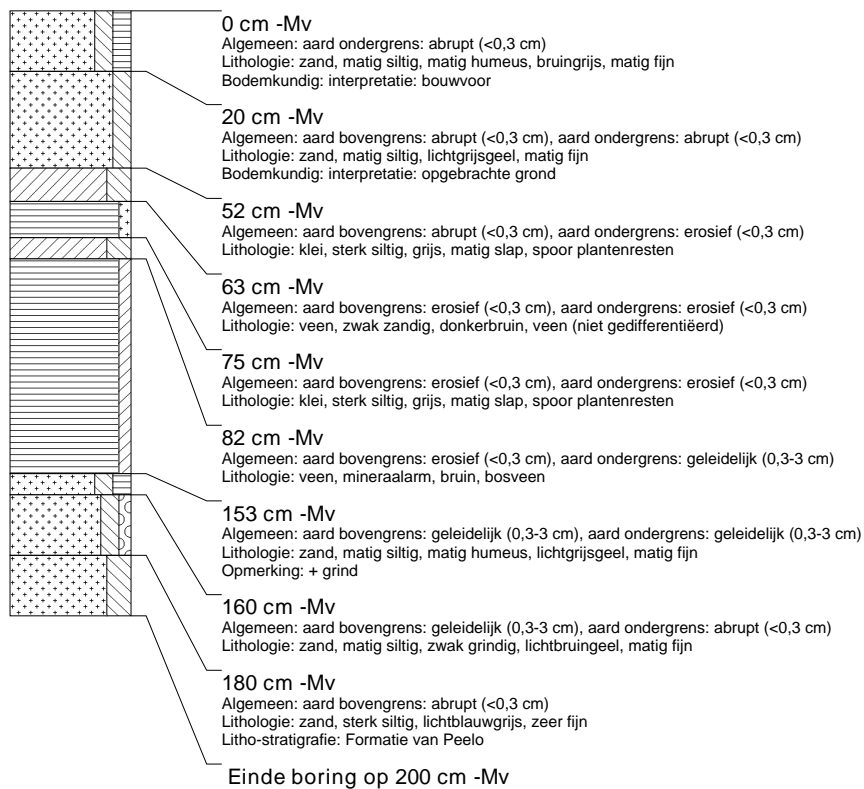 0 cm -Mv
Algemeen: aard ondergrens: abrupt (<0,3 cm)
Lithologie: zand, matig siltig, matig humeus, bruingrijs, matig fijn
Bodemkundig: interpretatie: bouwvoor
20 cm -Mv
Algemeen: aard bovengrens: abrupt (<0,3 cm), aard ondergrens: abrupt (<0,3 cm)
Lithologie: zand, matig siltig, lichtgrijsgeel, matig fijn
Bodemkundig: interpretatie: opgebrachte grond
52 cm -Mv
Algemeen: aard bovengrens: abrupt (<0,3 cm), aard ondergrens: erosief (<0,3 cm)
Lithologie: klei, sterk siltig, grijs, matig slap, spoor plantenresten
63 cm -Mv
Algemeen: aard bovengrens: erosief (<0,3 cm), aard ondergrens: erosief (<0,3 cm)
Lithologie: veen, zwak zandig, donkerbruin, veen (niet gedifferentiëerd)
75 cm -Mv
Algemeen: aard bovengrens: erosief (<0,3 cm), aard ondergrens: erosief (<0,3 cm)
Lithologie: klei, sterk siltig, grijs, matig slap, spoor plantenresten
82 cm -Mv
Algemeen: aard bovengrens: erosief (<0,3 cm), aard ondergrens: geleidelijk (0,3-3 cm)
Lithologie: veen, mineraalarm, bruin, bosveen
153 cm -Mv
Algemeen: aard bovengrens: geleidelijk (0,3-3 cm), aard ondergrens: geleidelijk (0,3-3 cm)
Lithologie: zand, matig siltig, matig humeus, lichtgrijsgeel, matig fijn
Opmerking: + grind
160 cm -Mv
Algemeen: aard bovengrens: geleidelijk (0,3-3 cm), aard ondergrens: abrupt (<0,3 cm)
Lithologie: zand, matig siltig, zwak grindig, lichtbruingeel, matig fijn
180 cm -Mv
Algemeen: aard bovengrens: abrupt (<0,3 cm)
Lithologie: zand, sterk siltig, lichtblauwgrijs, zeer fijn
Litho-stratigrafie: Formatie van Peelo
Einde boring op 200 cm -Mv